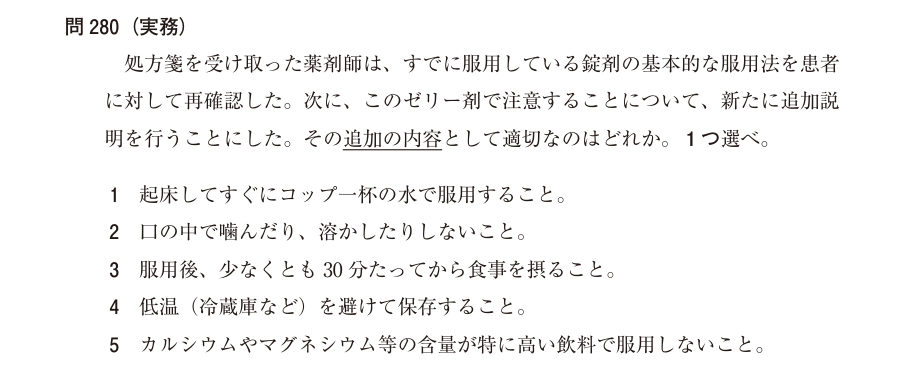 問 280（実務）
処方箋を受け取った薬剤師は、すでに服用している錠剤の基本的な服用法を患者
に対して再確認した。次に、このゼリー剤で注意することについて、新たに追加説
明を行うことにした。その追加の内容として適切なのはどれか。1つ選べ。
1 起床してすぐにコップ一杯の水で服用すること。
2 口の中で噛んだり、溶かしたりしないこと。
3 服用後、少なくとも 30 分たってから食事を摂ること。
4 低温（冷蔵庫など）を避けて保存すること。
5 カルシウムやマグネシウム等の含量が特に高い飲料で服用しないこと。